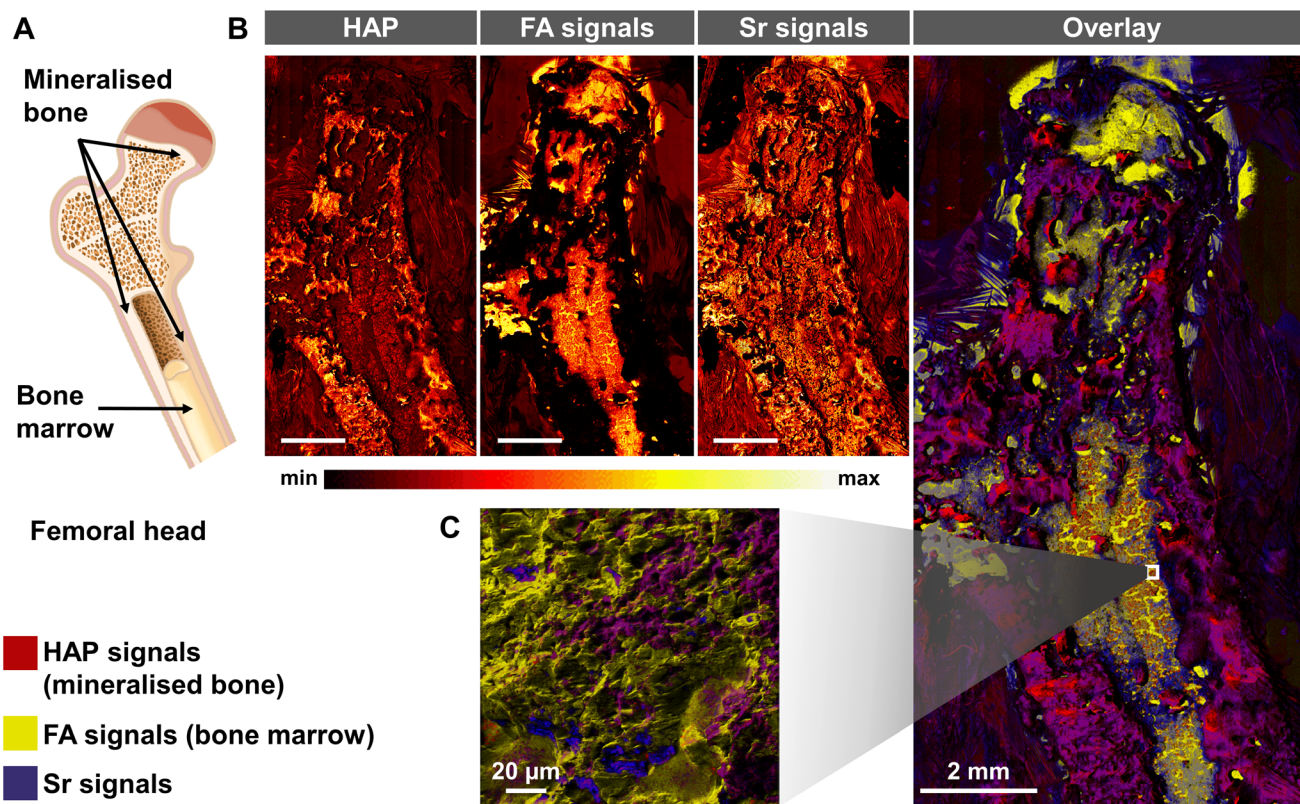 A
Mineralised
bone
Bone
marrow
Femoral head
HAP signals
(mineralised bone)
FA signals (bone marrow)
Sr signals
B
HAP
FA signals
Sr signals
Overlay
min
max
C
20 µm
2 mm